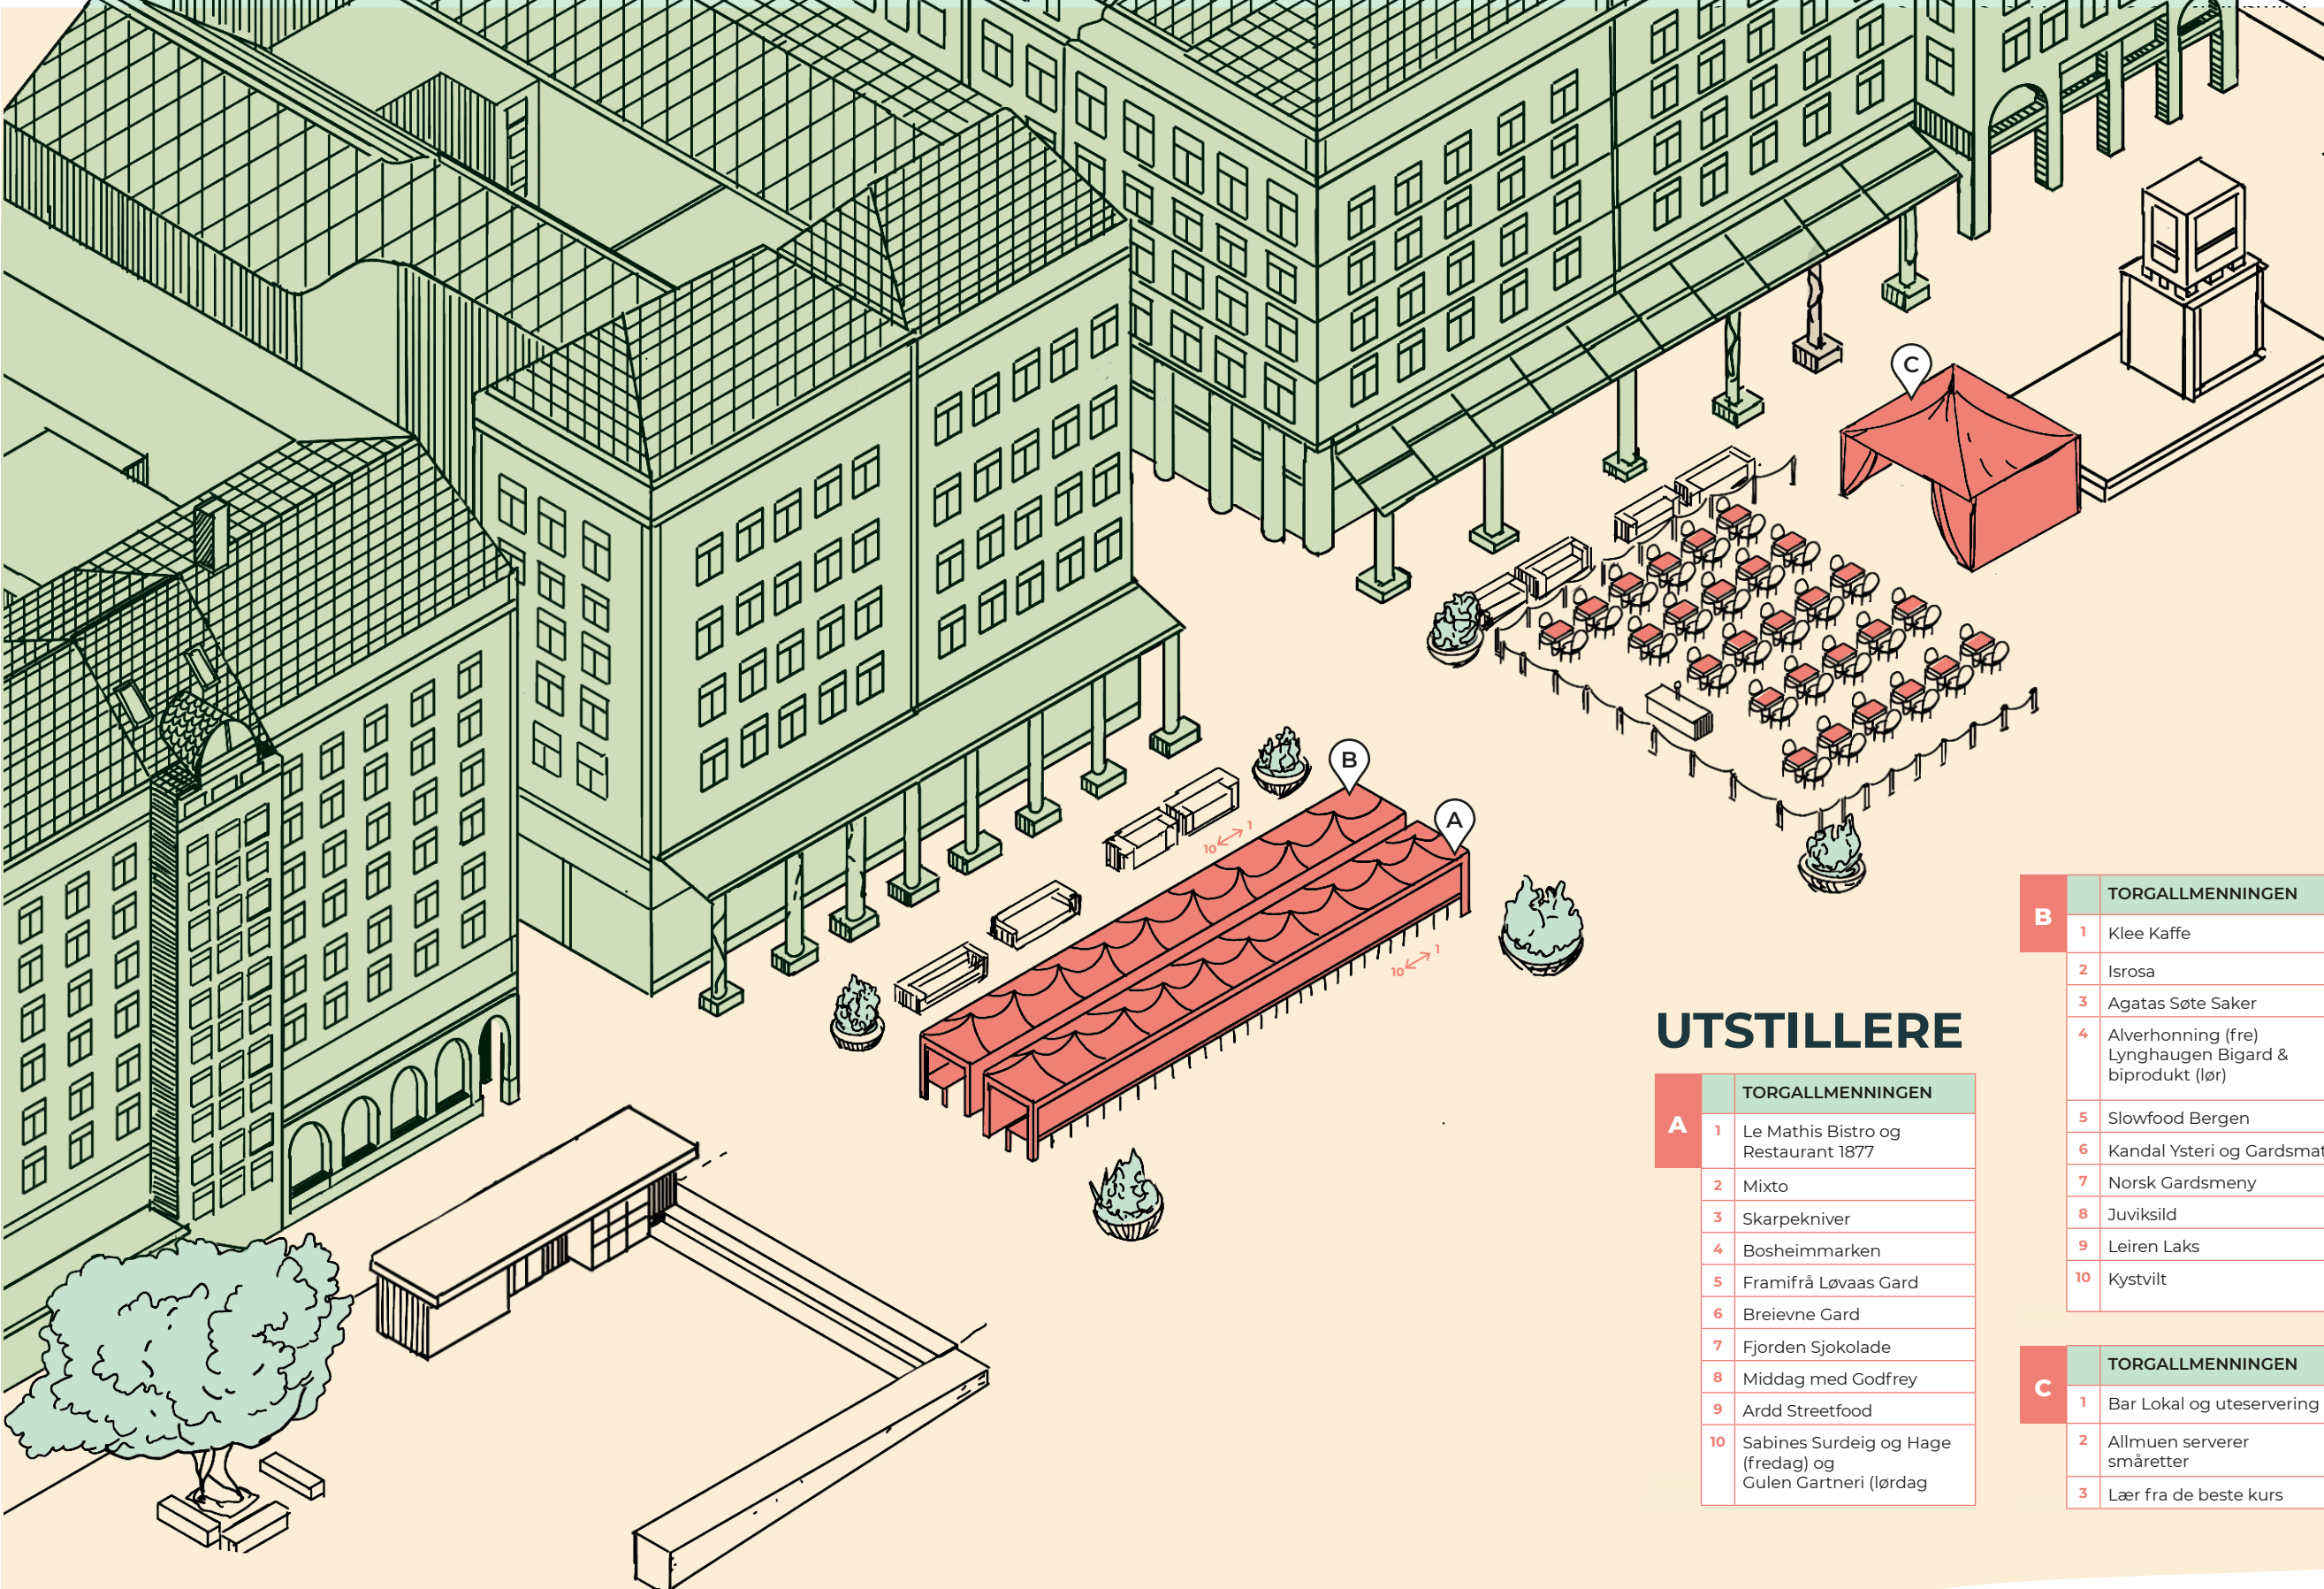 C
B
A
10 1
10 1
UTSTILLERE
A
TORGALLMENNINGEN
1 Le Mathis Bistro og
Restaurant 1877
2 Mixto
3 Skarpekniver
4 Bosheimmarken
5 Framifrå Løvaas Gard
6 Breievne Gard
7 Fjorden Sjokolade
8 Middag med Godfrey
9 Ardd Streetfood
10 Sabines Surdeig og Hage
(fredag) og
Gulen Gartneri (lørdag
B
TORGALLMENNINGEN
1 Klee Kaffe
2 Isrosa
3 Agatas Søte Saker
4 Alverhonning (fre)
Lynghaugen Bigard &
biprodukt (lør)
5 Slowfood Bergen
6 Kandal Ysteri og Gardsmat
7 Norsk Gardsmeny
8 Juviksild
9 Leiren Laks
10 Kystvilt
C
TORGALLMENNINGEN
1 Bar Lokal og uteservering
2 Allmuen serverer
småretter
3 Lær fra de beste kurs